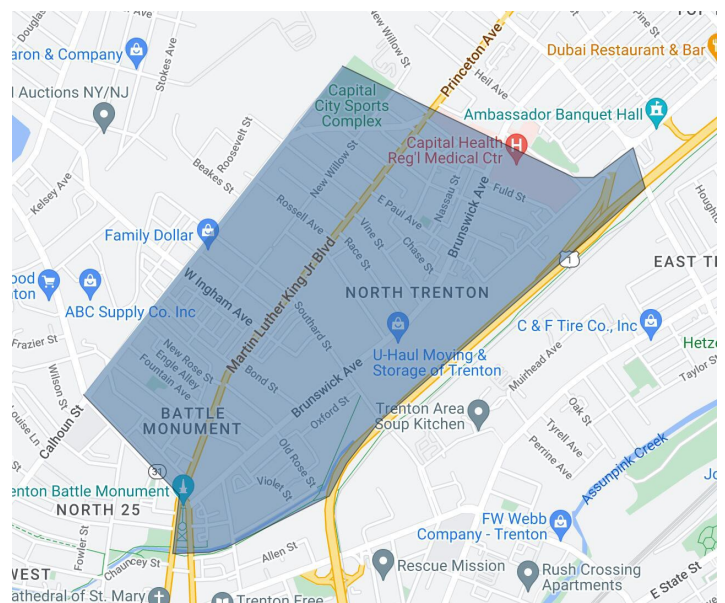 New Willow St
TOP
Pine St
Princeton Ave
aron & Company
Stokes Ave
Dubai Restaurant & Bar
Heil Ave
l Auctions NY/NJ
Capital
City Sports
Complex
Ambassador Banquet Hall
Capital Health
Reg'l Medical Ctr
H
Roosevelt St
New Willow St
Beakes St
Kelsey Ave
Nassau St
Fuld St
Rossell Ave
E Paul Ave
Brunswick Ave
Hough
Family Dollar
Vine St
Race St
Chase St
1
EAST T
Martin Luther King Jr Blvd
W Ingham Ave
NORTH TRENTON
ood
ton
ABC Supply Co. Inc
Southard St
C & F Tire Co., Inc
Frazier St
New Rose St
Engle Alley
Fountain Ave
U-Haul Moving &
Storage of Trenton
Hetze
Muirhead Ave
Taylor St
Wilson St
Bond St
Brunswick Ave
Louise Ln
Calhoun St
BATTLE
MONUMENT
Oxford St
Trenton Area
Soup Kitchen
Oak St
Tyrell Ave
Perrine Ave
Old Rose St
31
Violet St
Assunpink Creek
Jo
enton Battle Monument
NORTH 25
Fowler St
FW Webb
Company - Trenton
Allen St
Chauncey St
WEST
Rescue Mission
Rush Crossing
Apartments
E State St
athedral of St. Mary
Trenton Free